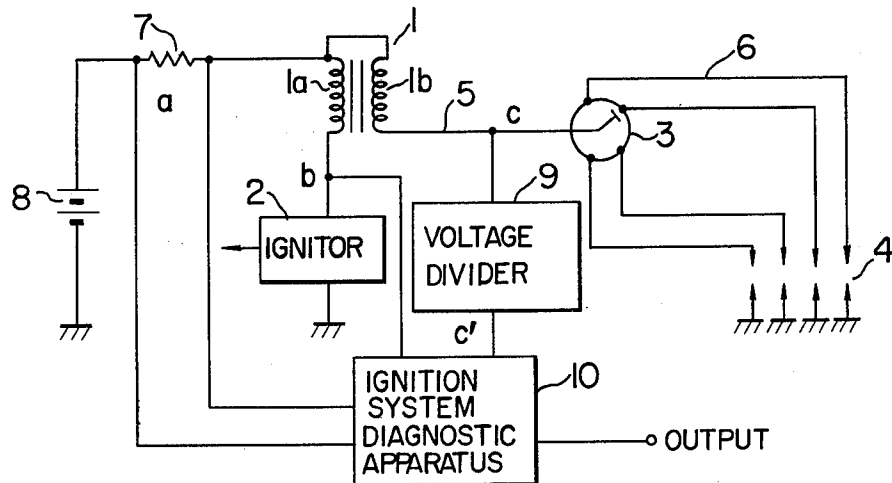 7
1
6
1a
1b
5
a
c
3
b
9
8
2
IGNITOR
VOLTAGE
DIVIDER
4
c'
10
IGNITION
SYSTEM
DIAGNOSTIC
APPARATUS
OUTPUT